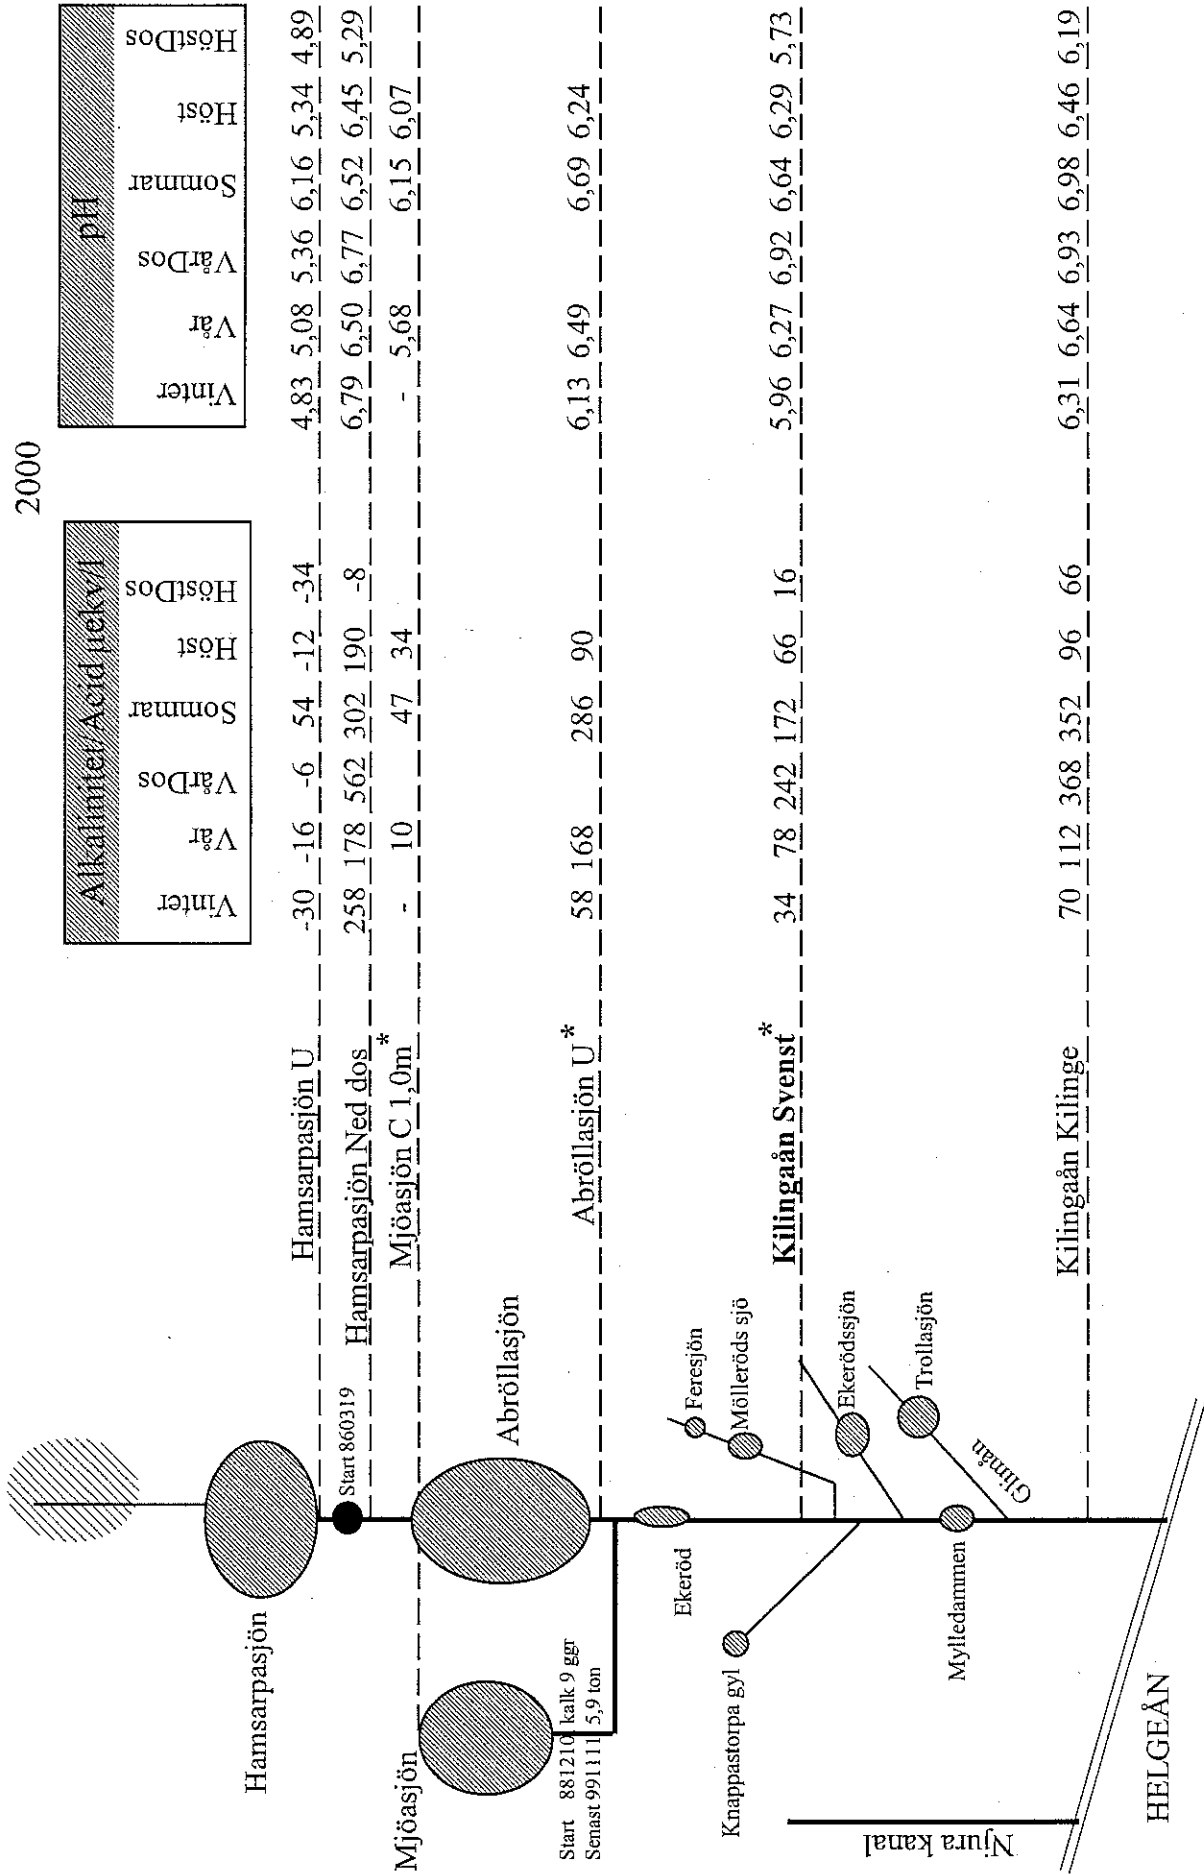 2000
Alkalinitet/Acid µekv/l
Vinter Vår VårDos Sommar Höst HöstDos
pH
Vinter Vår VårDos Sommar Höst HöstDos
Hamsarpasjön U -30 -16 -6 54 -12 -34 4,83 5,08 5,36 6,16 5,34 4,89
Hamsarpasjön Ned dos 258 178 562 302 190 -8 6,79 6,50 6,77 6,52 6,45 5,29
Mjöasjön C 1,0m* - 10 47 34 - 5,68 6,15 6,07
Abröllasjön U* 58 168 286 90 6,13 6,49 6,69 6,24
Kilingaån Svenst* 34 78 242 172 66 16 5,96 6,27 6,92 6,64 6,29 5,73
Kilingaån Kilinge 70 112 368 352 96 66 6,31 6,64 6,93 6,98 6,46 6,19
Hamsarpasjön
Start 860319
Mjöasjön
Abröllasjön
Start 881210 kalk 9 ggr
Senast 991111 5,9 ton
Ekeröd
Feresjön
Mölleröds sjö
Knappastorpa gyl
Ekerödssjön
Trollasjön
Glimån
Mylledammen
Njura kanal
HELGEÅN